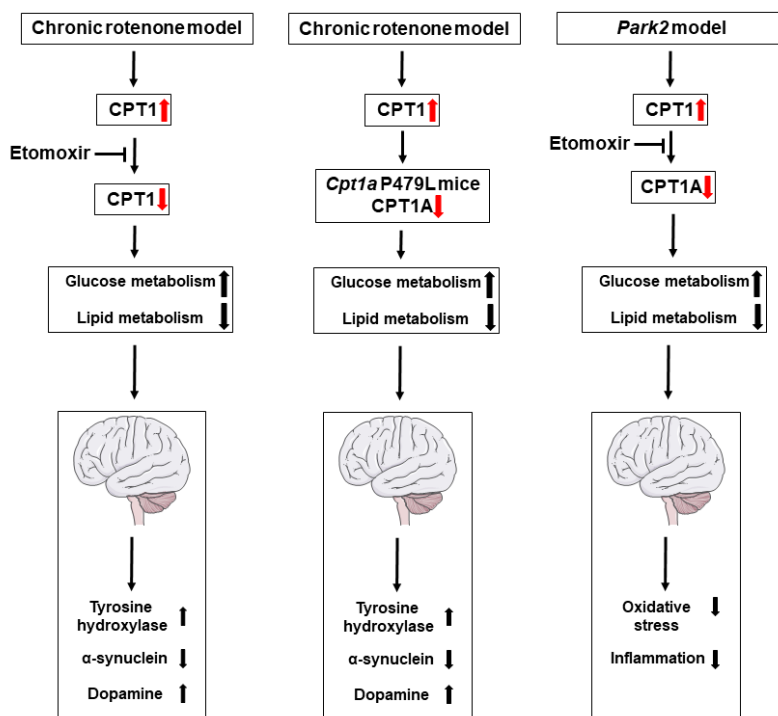 Chronic rotenone model
CPT1
Etomoxir
CPT1
Glucose metabolism
Lipid metabolism
Tyrosine
hydroxylase
α-synuclein
Dopamine
Chronic rotenone model
CPT1
Cpt1a P479L mice
CPT1A
Glucose metabolism
Lipid metabolism
Tyrosine
hydroxylase
α-synuclein
Dopamine
Park2 model
CPT1
Etomoxir
CPT1A
Glucose metabolism
Lipid metabolism
Oxidative
stress
Inflammation